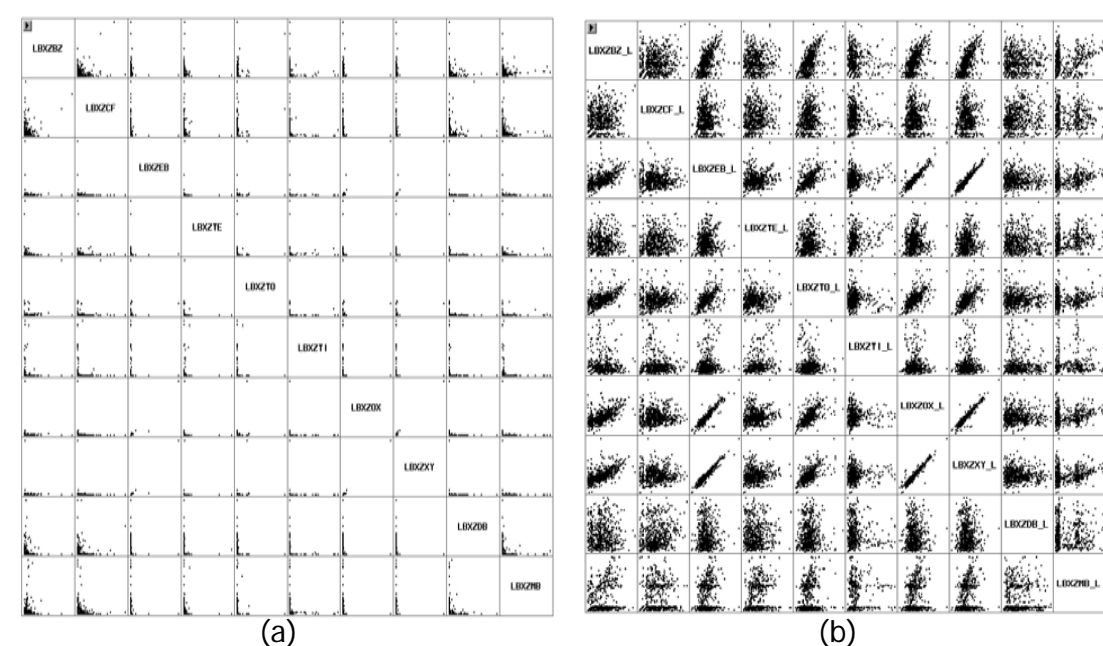 LBXZBZ
LBXZCF
LBXZEB
LBXZTE
LBXZTO
LBXZTI
LBXZOX
LBXZXY
LBXZDB
LBXZMB
(a)
LBXZBZ_L
LBXZCF_L
LBXZEB_L
LBXZTE_L
LBXZTO_L
LBXZTI_L
LBXZOX_L
LBXZXY_L
LBXZDB_L
LBXZMB_L
(b)